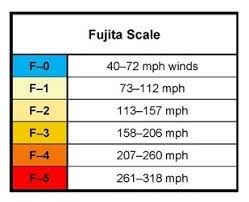 Fujita Scale
F–0 40–72 mph winds
F–1 73–112 mph
F–2 113–157 mph
F–3 158–206 mph
F–4 207–260 mph
F–5 261–318 mph